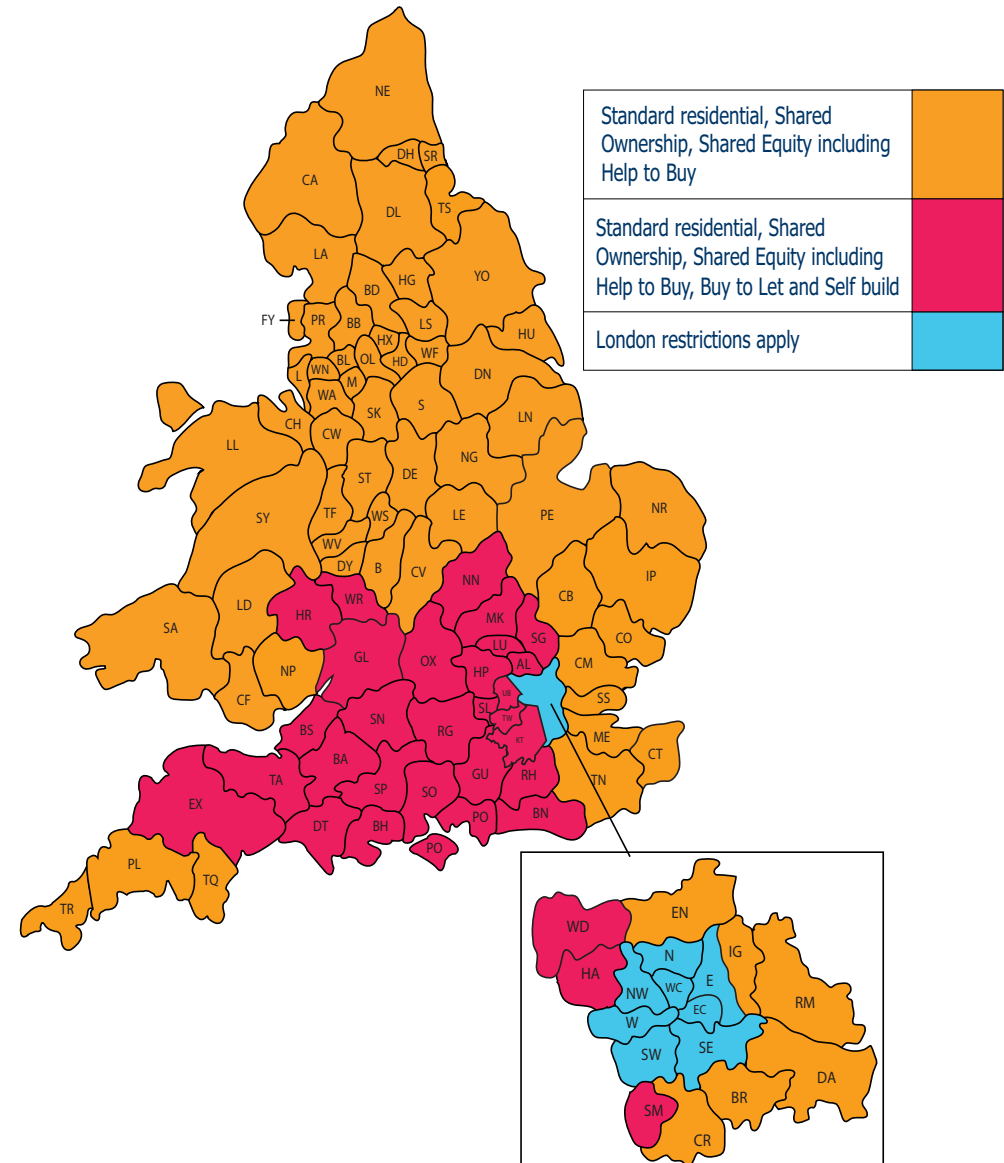 NE
DH
SR
CA
DL
TS
LA
HG
YO
BD
FY
PR
BB
LS
HU
HX
BL
OL
HD
WF
L
WN
M
DN
WA
SK
S
LN
CH
CW
LL
NG
ST
DE
NR
TF
WS
LE
PE
SY
WV
DY
B
CV
NN
IP
CB
LD
HR
WR
MK
SG
CO
SA
LU
GL
OX
AL
CM
NP
HP
UB
SS
CF
SL
TW
SN
BS
RG
KT
ME
CT
BA
GU
RH
TN
TA
SP
SO
EX
DT
BH
PO
BN
PO
PL
TQ
TR
Standard residential, Shared
Ownership, Shared Equity including
Help to Buy
Standard residential, Shared
Ownership, Shared Equity including
Help to Buy, Buy to Let and Self build
London restrictions apply
EN
WD
N
IG
HA
E
NW
WC
RM
EC
W
SW
SE
DA
BR
SM
CR